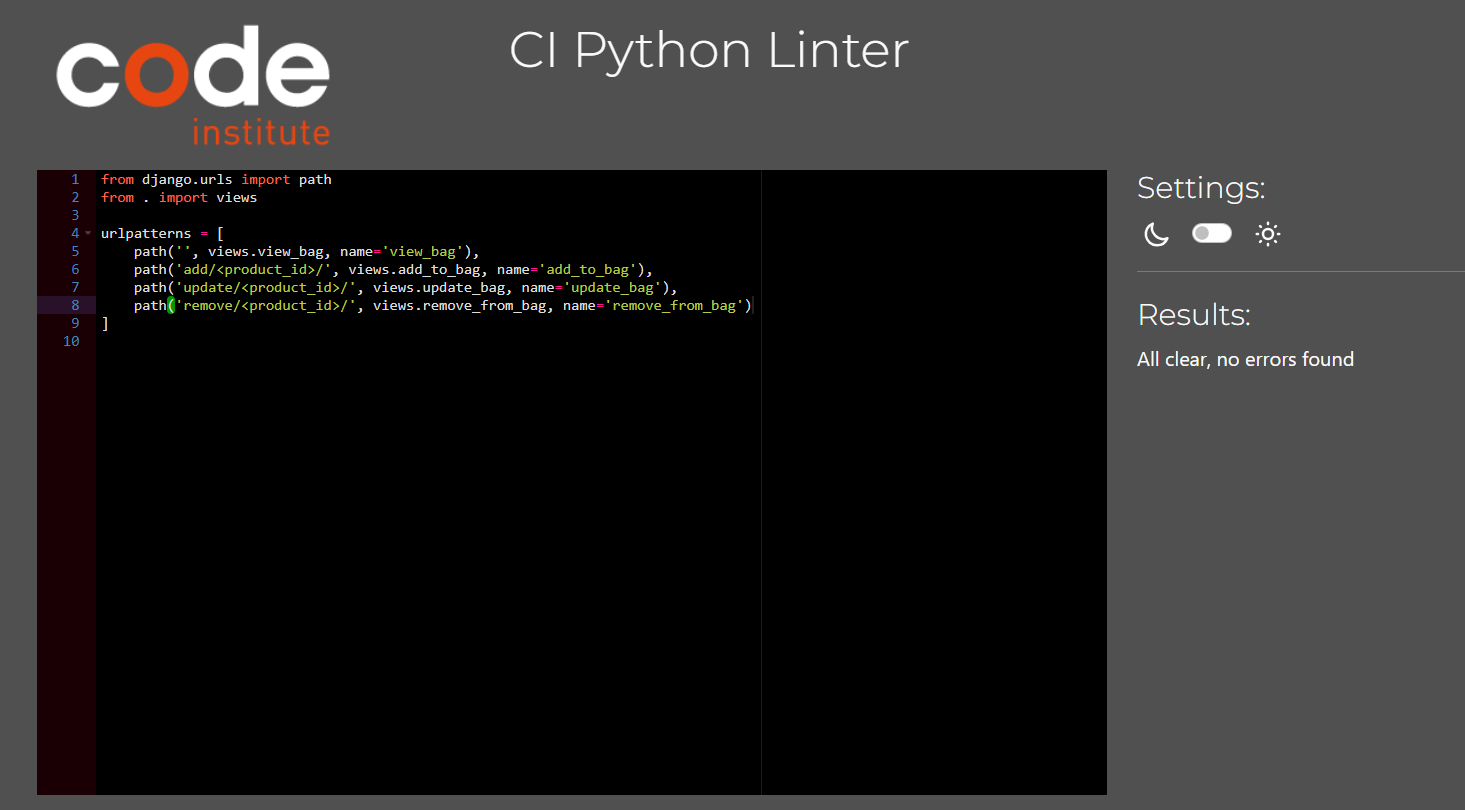 code
institute
CI Python Linter
1 from django.urls import path
2 from . import views
3
4 urlpatterns = [
5     path('', views.view_bag, name='view_bag'),
6     path('add/<product_id>/', views.add_to_bag, name='add_to_bag'),
7     path('update/<product_id>/', views.update_bag, name='update_bag'),
8     path('remove/<product_id>/', views.remove_from_bag, name='remove_from_bag')
9 ]
10
Settings:
Results:
All clear, no errors found